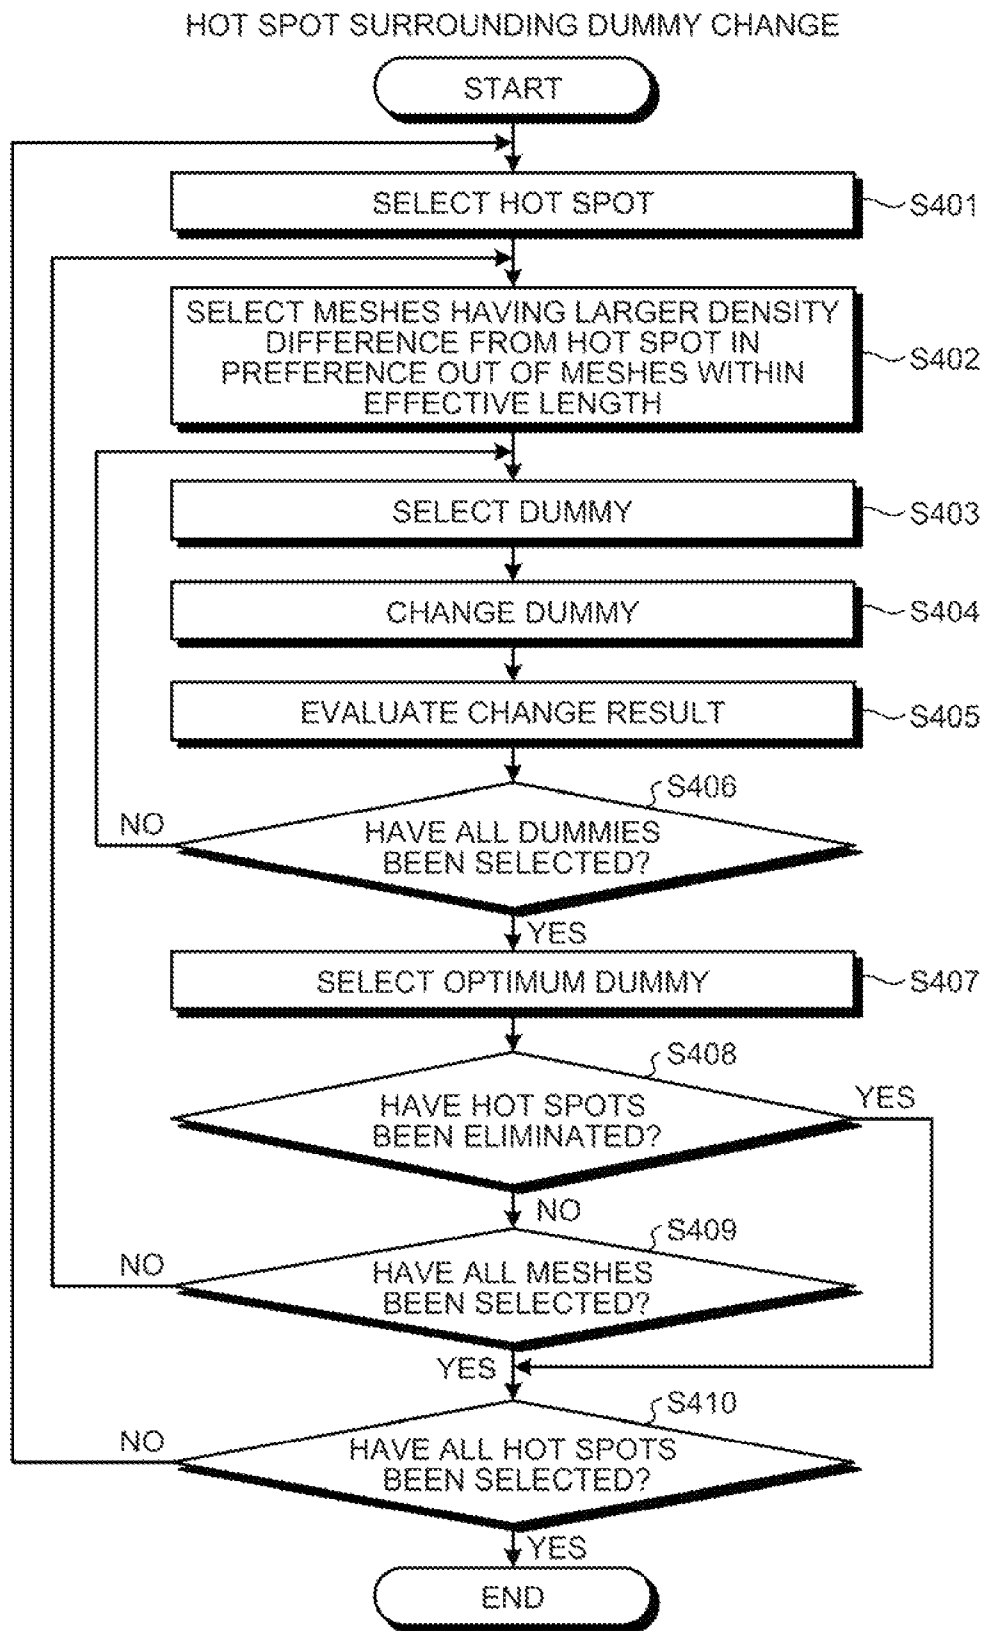 HOT SPOT SURROUNDING DUMMY CHANGE
START
SELECT HOT SPOT
S401
SELECT MESHES HAVING LARGER DENSITY
DIFFERENCE FROM HOT SPOT IN
PREFERENCE OUT OF MESHES WITHIN
EFFECTIVE LENGTH
S402
SELECT DUMMY
S403
CHANGE DUMMY
S404
EVALUATE CHANGE RESULT
S405
S406
NO
HAVE ALL DUMMIES
BEEN SELECTED?
YES
SELECT OPTIMUM DUMMY
S407
S408
YES
HAVE HOT SPOTS
BEEN ELIMINATED?
NO
S409
NO
HAVE ALL MESHES
BEEN SELECTED?
YES
S410
NO
HAVE ALL HOT SPOTS
BEEN SELECTED?
YES
END